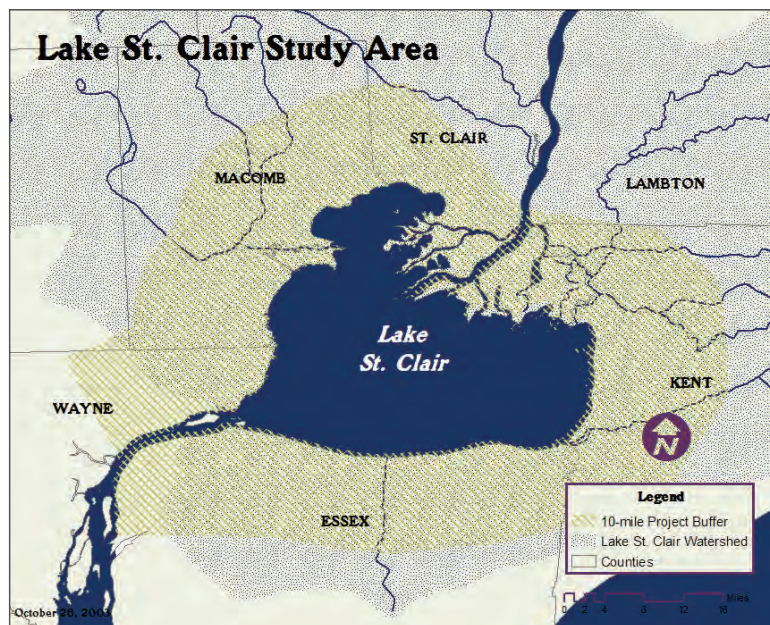 Lake St. Clair Study Area
ST. CLAIR
MACOMB
LAMBTON
Lake
St. Clair
KENT
WAYNE
N
ESSEX
Legend
10-mile Project Buffer
Lake St. Clair Watershed
Counties
Miles
0 2 4 8 12 16
October 28, 2003